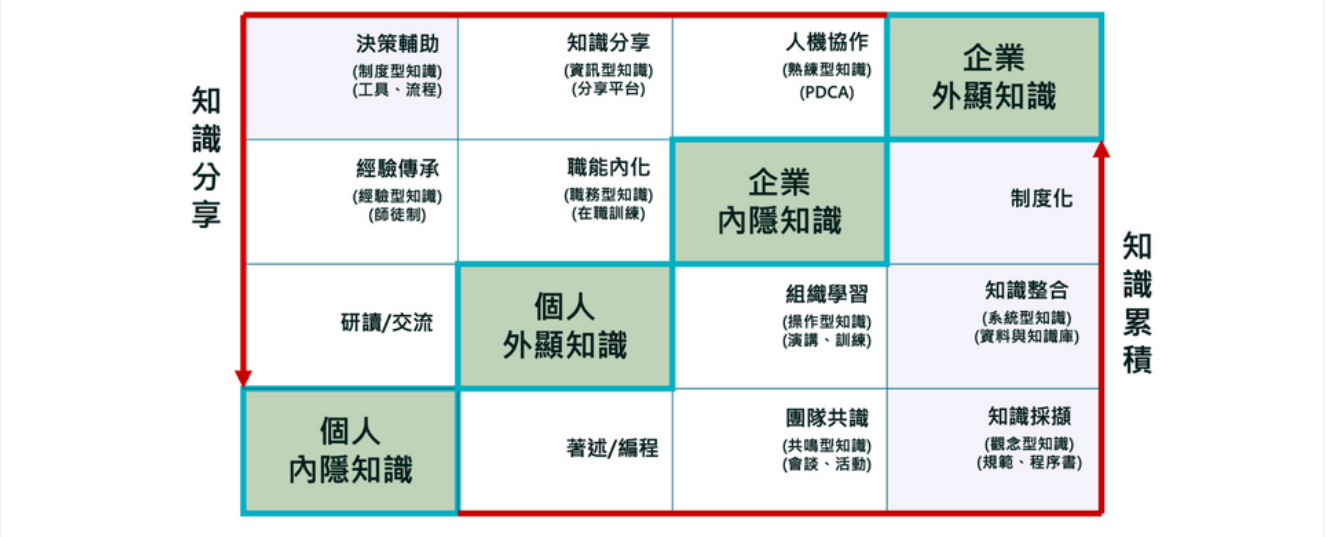 知識分享
決策輔助
(制度型知識)
(工具、流程)
知識分享
(資訊型知識)
(分享平台)
人機協作
(熟練型知識)
(PDCA)
企業
外顯知識
經驗傳承
(經驗型知識)
(師徒制)
職能內化
(職務型知識)
(在職訓練)
企業
內隱知識
制度化
研讀/交流
個人
外顯知識
組織學習
(操作型知識)
(演講、訓練)
知識整合
(系統型知識)
(資料與知識庫)
個人
內隱知識
著述/編程
團隊共識
(共鳴型知識)
(會談、活動)
知識採擷
(觀念型知識)
(規範、程序書)
知識累積